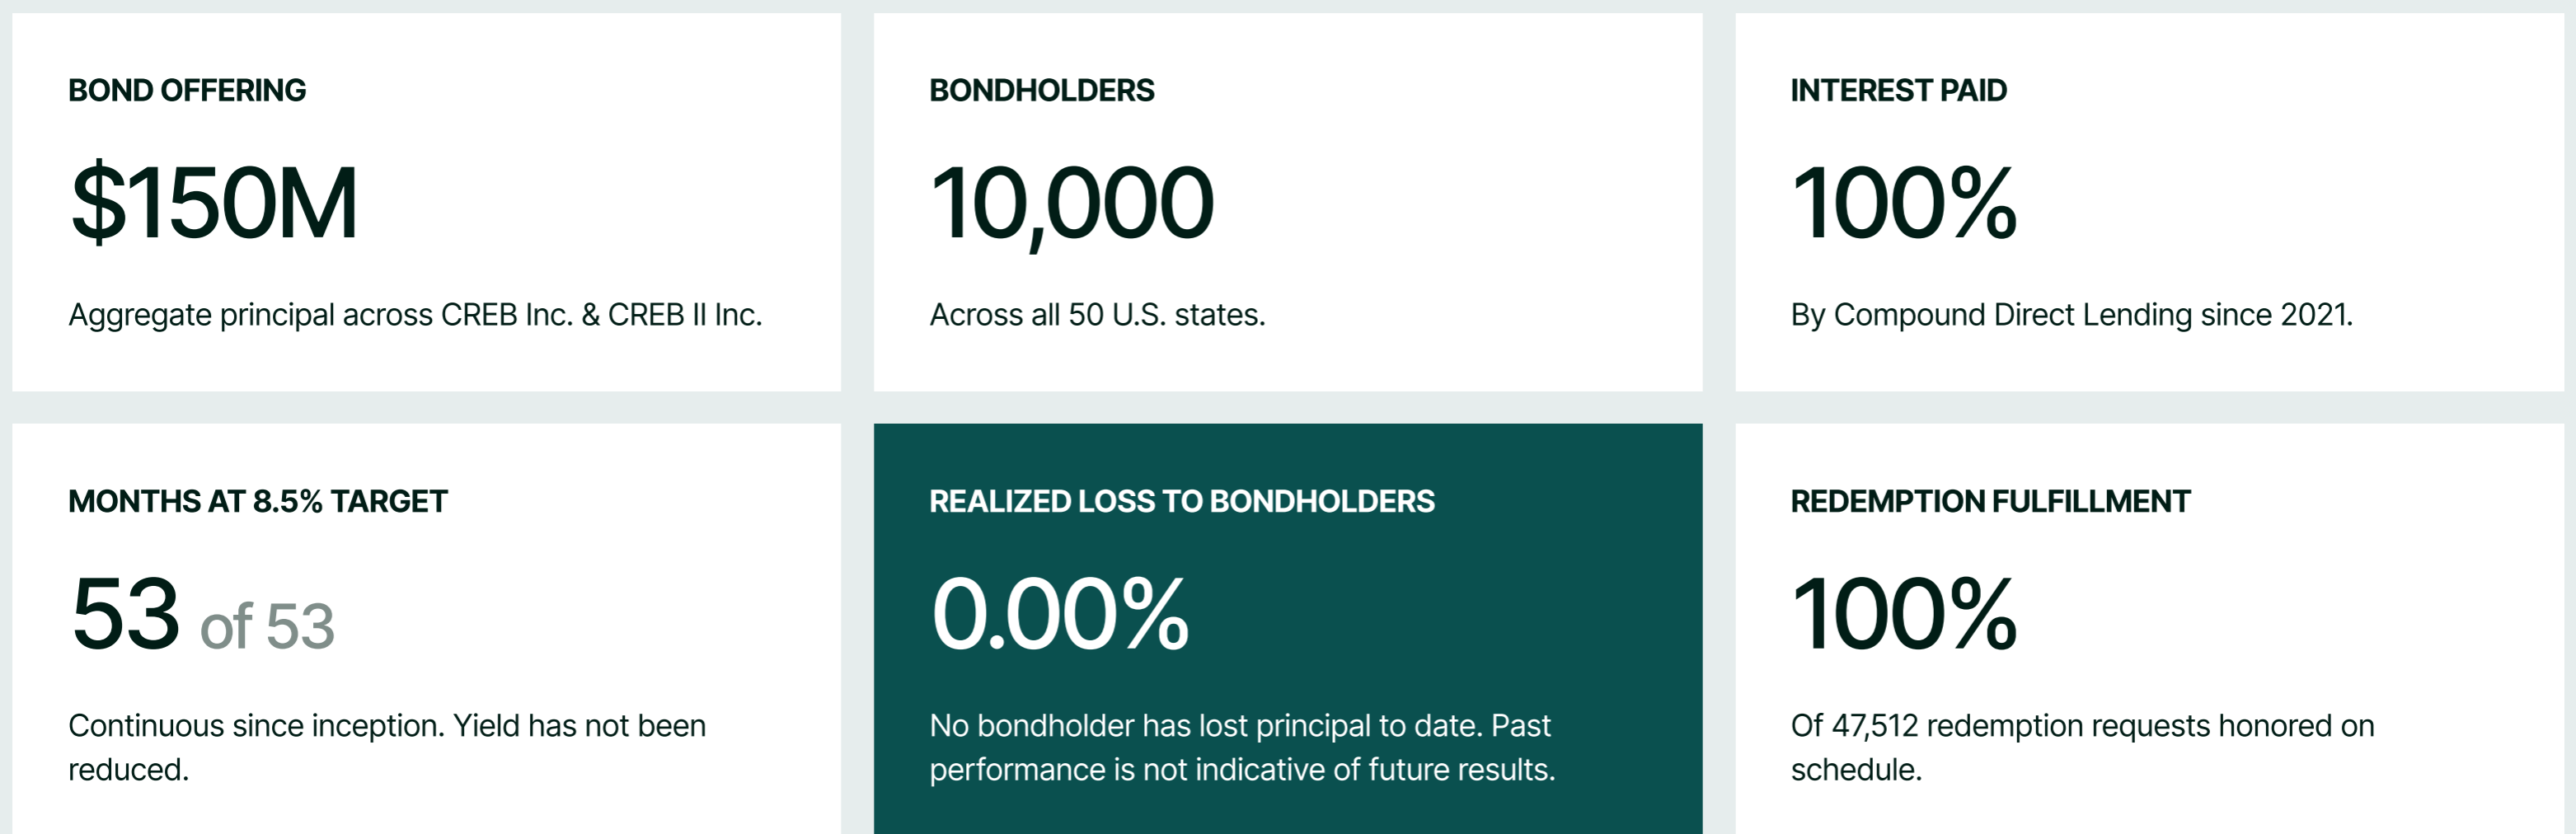 BOND OFFERING
$150M
Aggregate principal across CREB Inc. & CREB II Inc.
BONDHOLDERS
10,000
Across all 50 U.S. states.
INTEREST PAID
100%
By Compound Direct Lending since 2021.
MONTHS AT 8.5% TARGET
53 of 53
Continuous since inception. Yield has not been
reduced.
REALIZED LOSS TO BONDHOLDERS
0.00%
No bondholder has lost principal to date. Past
performance is not indicative of future results.
REDEMPTION FULFILLMENT
100%
Of 47,512 redemption requests honored on
schedule.